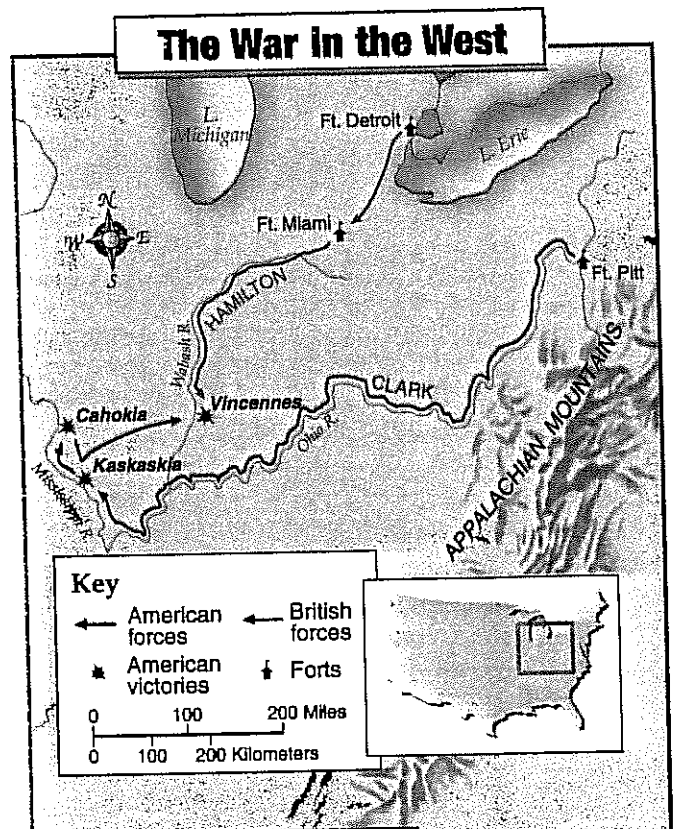 The War in the West
L.
Michigan
Ft. Detroit
L. Erie
N
W E
S
Ft. Miami
HAMILTON
Ft. Pitt
Wabash R.
Vincennes
CLARK
Cahokia
Ohio R.
APPALACHIAN MOUNTAINS
Kaskaskia
Mississippi R.
Key
American
forces
British
forces
American
victories
Forts
0 100 200 Miles
0 100 200 Kilometers